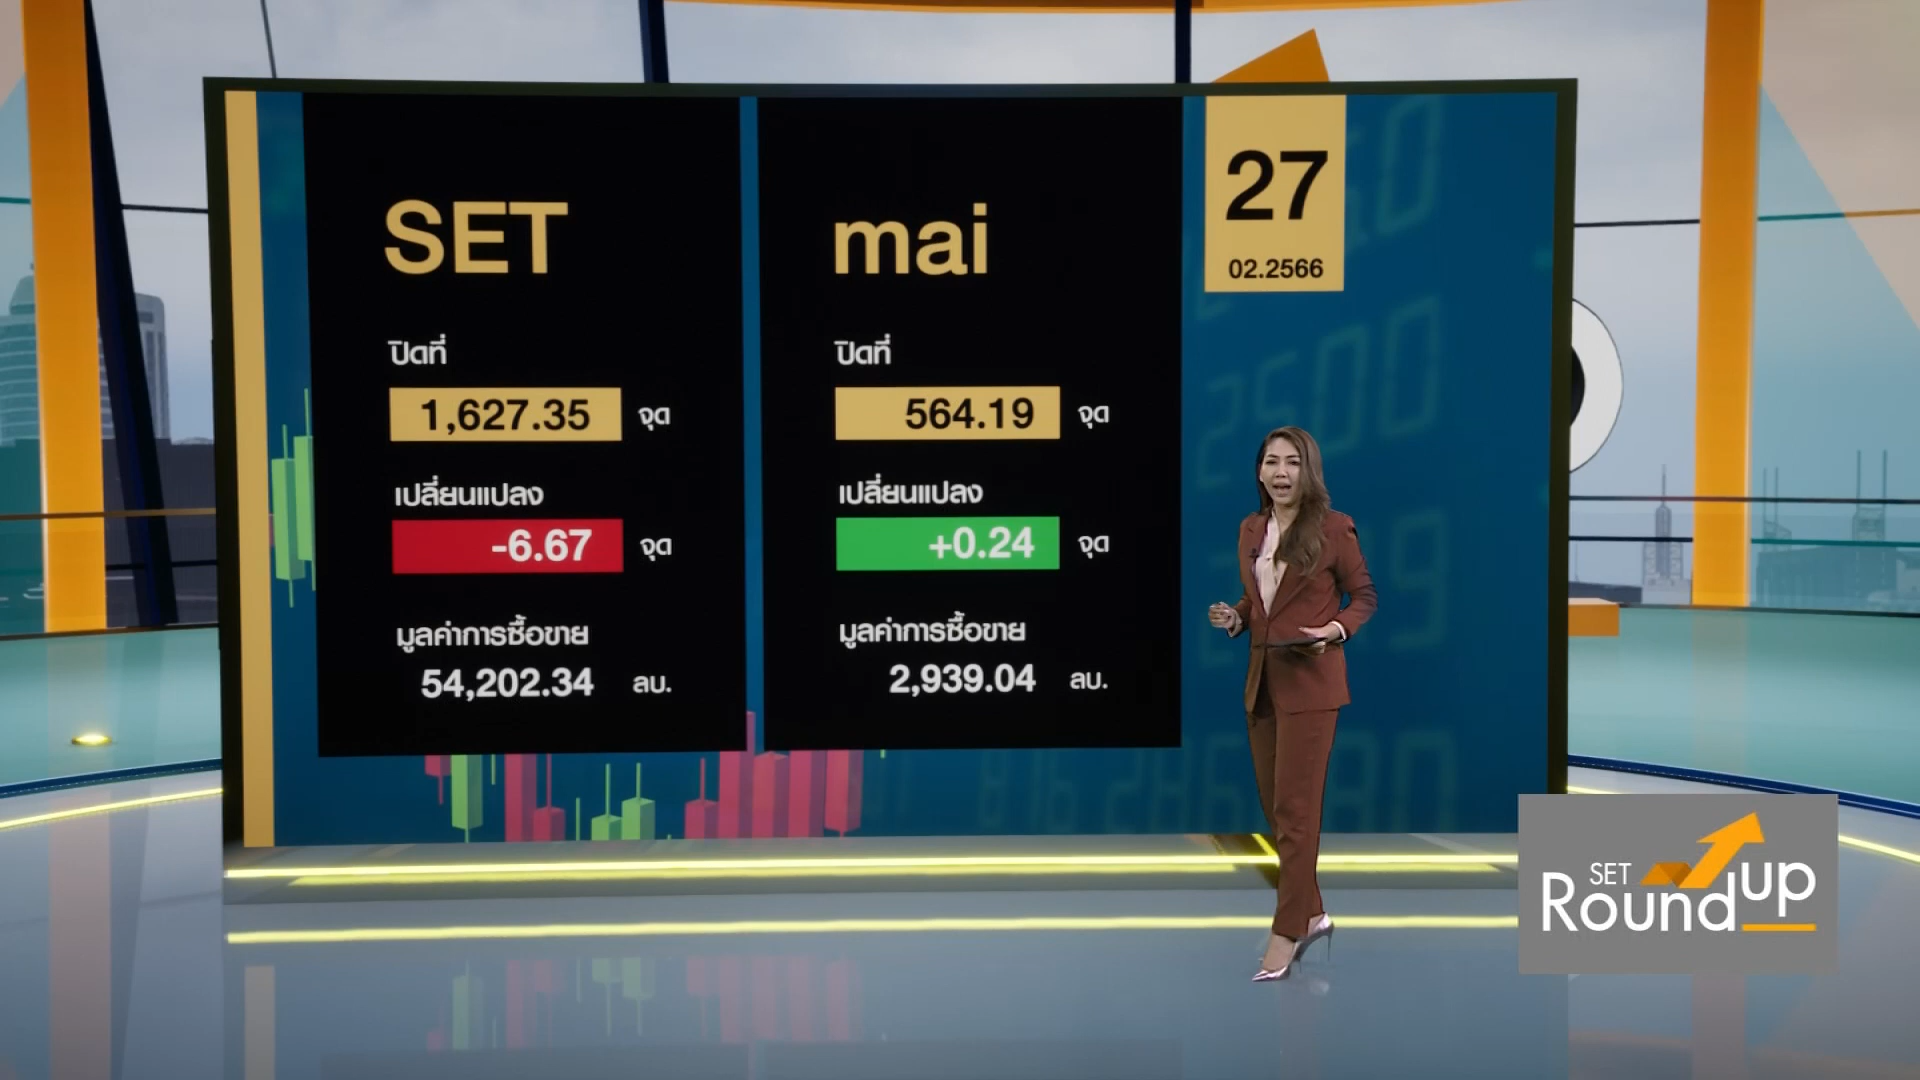 SET
ปิดที่
1,627.35 จุด
เปลี่ยนแปลง
-6.67 จุด
มูลค่าการซื้อขาย
54,202.34 ลบ.
mai
ปิดที่
564.19 จุด
เปลี่ยนแปลง
+0.24 จุด
มูลค่าการซื้อขาย
2,939.04 ลบ.
27
02.2566
SET
Roundup